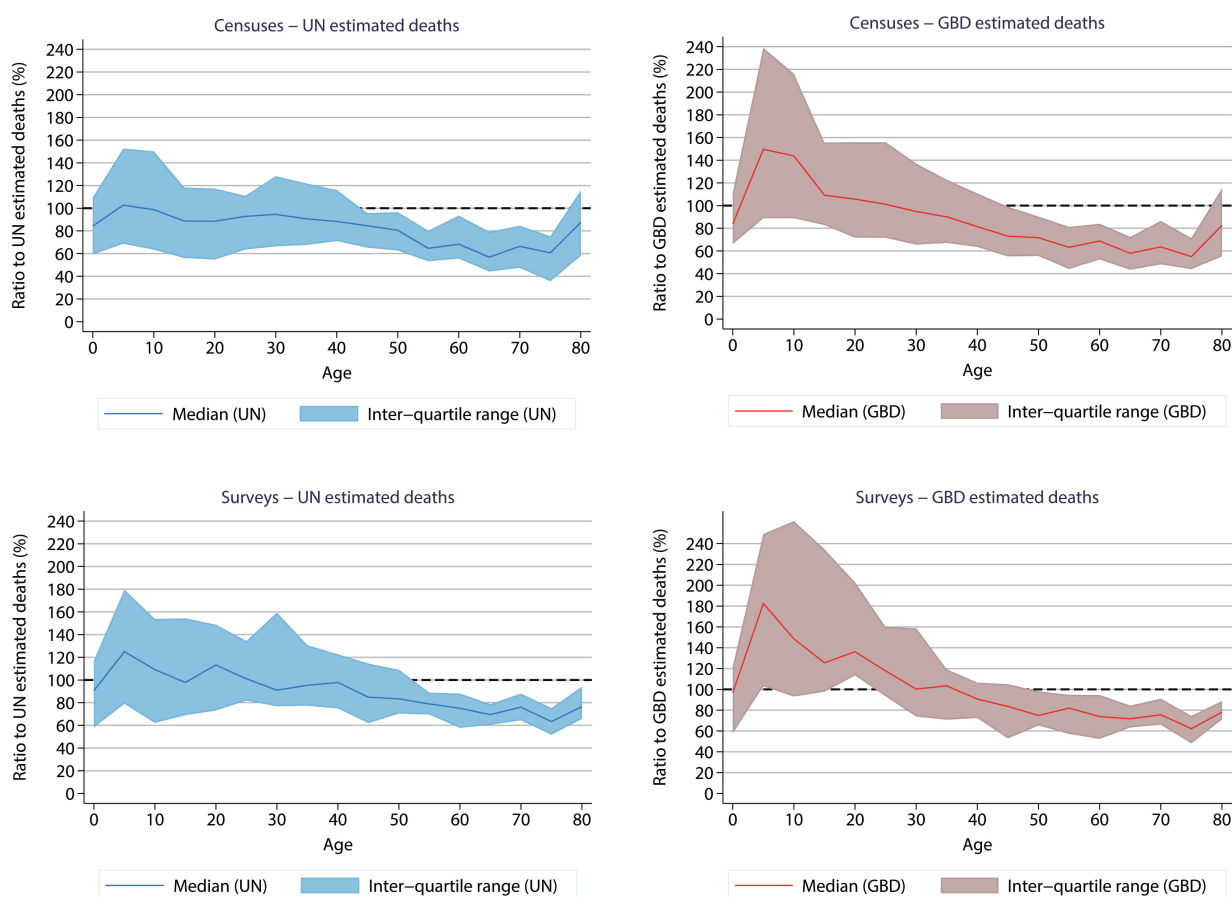 Censuses – UN estimated deaths
Ratio to UN estimated deaths (%)
240
220
200
180
160
140
120
100
80
60
40
20
0
0 10 20 30 40 50 60 70 80
Age
Median (UN) Inter–quartile range (UN)
Censuses – GBD estimated deaths
Ratio to GBD estimated deaths (%)
240
220
200
180
160
140
120
100
80
60
40
20
0
0 10 20 30 40 50 60 70 80
Age
Median (GBD) Inter–quartile range (GBD)
Surveys – UN estimated deaths
Ratio to UN estimated deaths (%)
240
220
200
180
160
140
120
100
80
60
40
20
0
0 10 20 30 40 50 60 70 80
Age
Median (UN) Inter–quartile range (UN)
Surveys – GBD estimated deaths
Ratio to GBD estimated deaths (%)
240
220
200
180
160
140
120
100
80
60
40
20
0
0 10 20 30 40 50 60 70 80
Age
Median (GBD) Inter–quartile range (GBD)